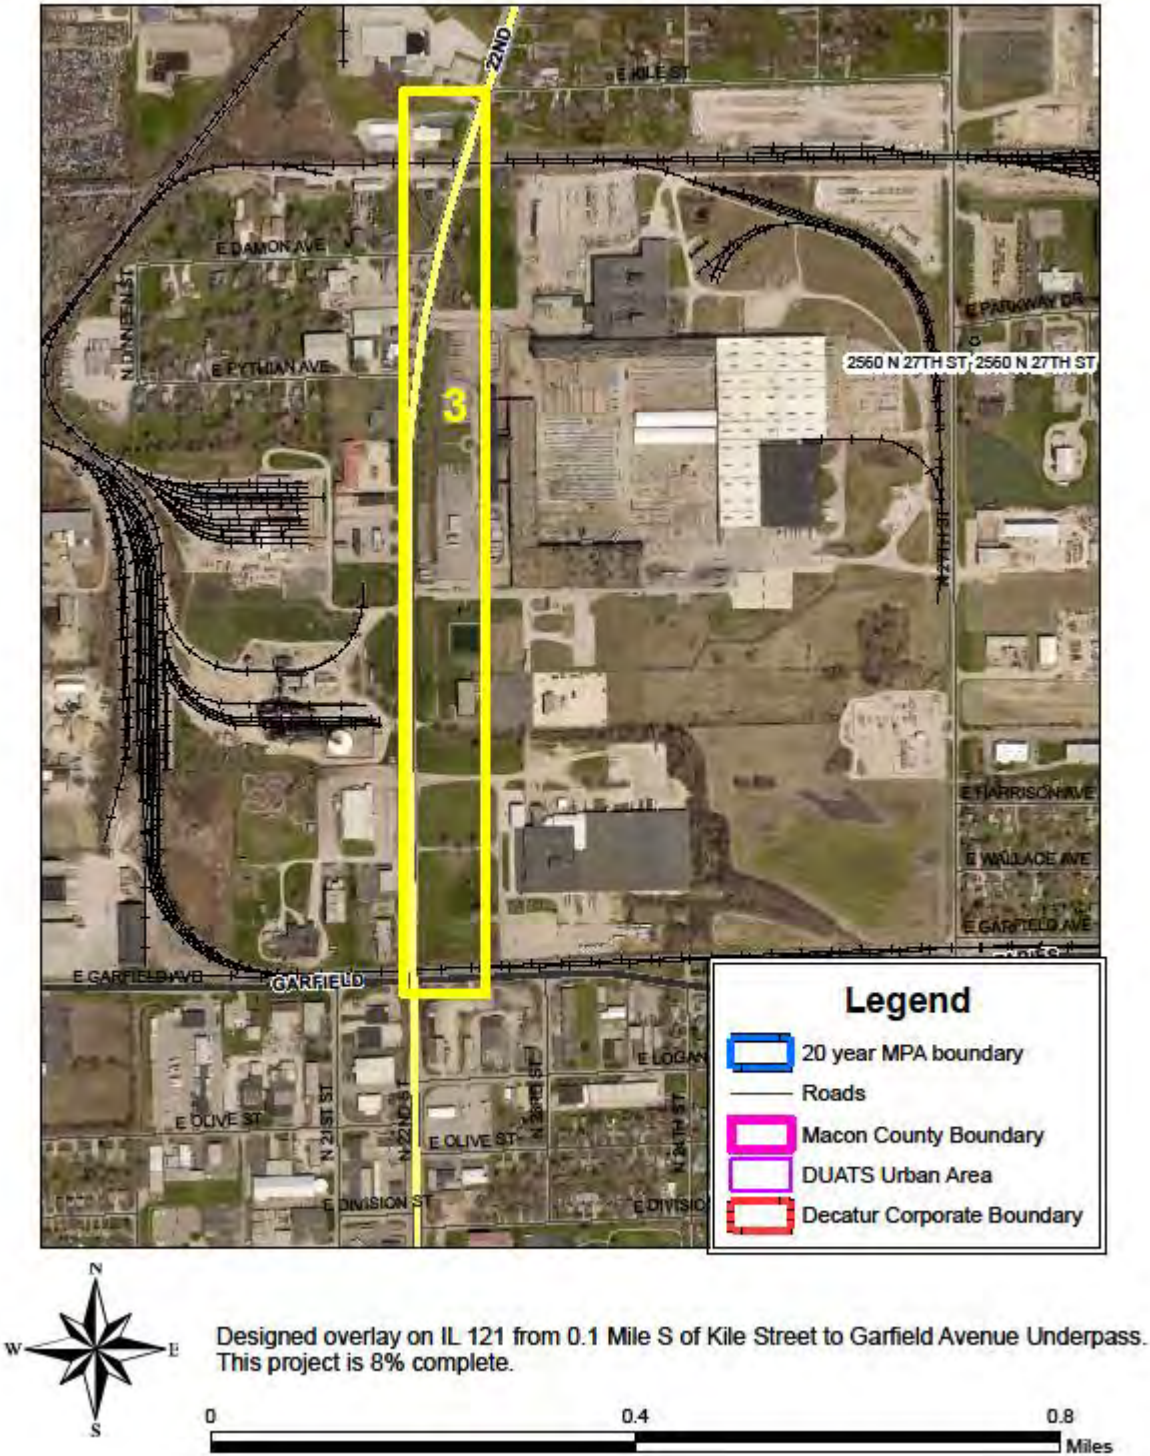 22ND
E KILE ST
E DAMON AVE
N DINNEEN ST
E PARKWAY DR
E PYTHIAN AVE
2560 N 27TH ST 2560 N 27TH ST
3
N 27TH ST
E HARRISON AVE
E WALLACE AVE
E GARFIELD AVE
E GARFIELD AVE
GARFIELD
E LOGAN
E OLIVE ST
N 21ST ST
N 22ND ST
E OLIVE ST
N 23RD ST
N 24TH ST
E DIVISION ST
E DIVISIO
Legend
20 year MPA boundary
Roads
Macon County Boundary
DUATS Urban Area
Decatur Corporate Boundary
N
W
E
S
Designed overlay on IL 121 from 0.1 Mile S of Kile Street to Garfield Avenue Underpass.
This project is 8% complete.
0 0.4 0.8
Miles